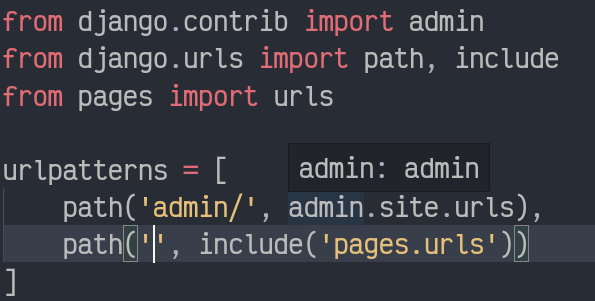 from django.contrib import admin
from django.urls import path, include
from pages import urls
urlpatterns = [
admin: admin
path('admin/', admin.site.urls),
path('', include('pages.urls'))
]